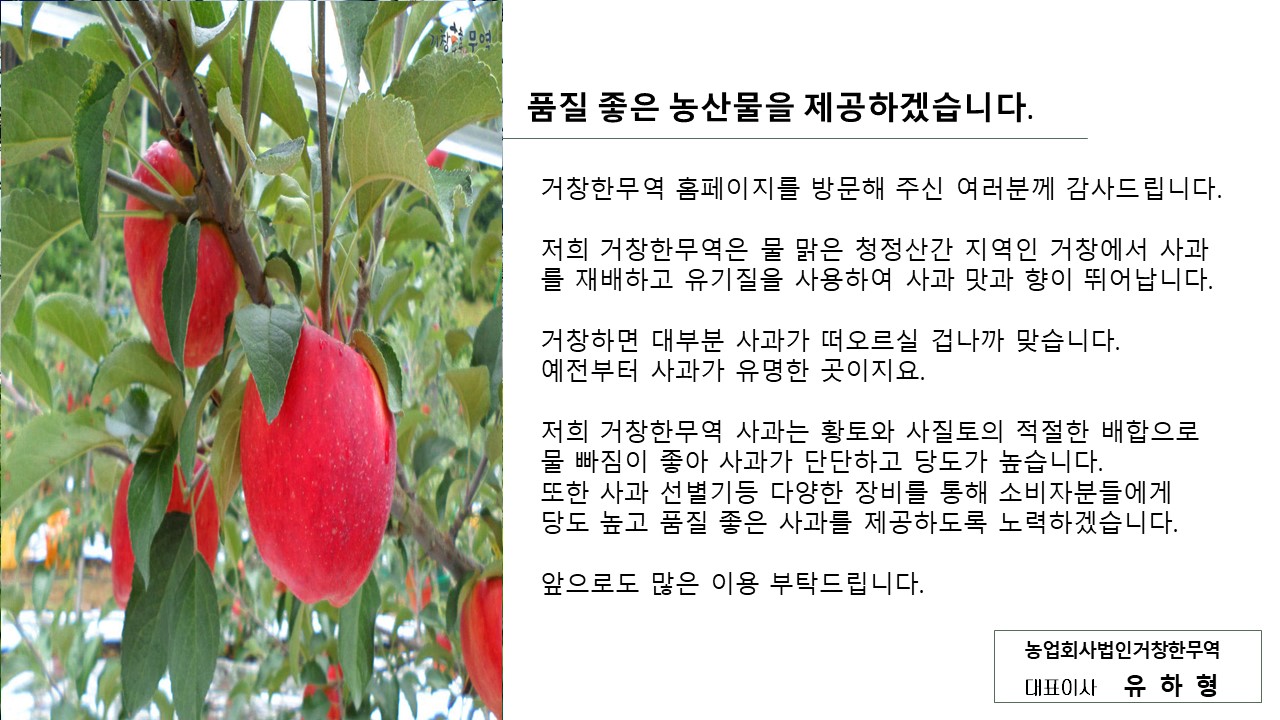 거창한무역
품질 좋은 농산물을 제공하겠습니다.
거창한무역 홈페이지를 방문해 주신 여러분께 감사드립니다.
저희 거창한무역은 물 맑은 청정산간 지역인 거창에서 사과
를 재배하고 유기질을 사용하여 사과 맛과 향이 뛰어납니다.
거창하면 대부분 사과가 떠오르실 겁나까 맞습니다.
예전부터 사과가 유명한 곳이지요.
저희 거창한무역 사과는 황토와 사질토의 적절한 배합으로
물 빠짐이 좋아 사과가 단단하고 당도가 높습니다.
또한 사과 선별기등 다양한 장비를 통해 소비자분들에게
당도 높고 품질 좋은 사과를 제공하도록 노력하겠습니다.
앞으로도 많은 이용 부탁드립니다.
농업회사법인거창한무역
대표이사 유 하 형